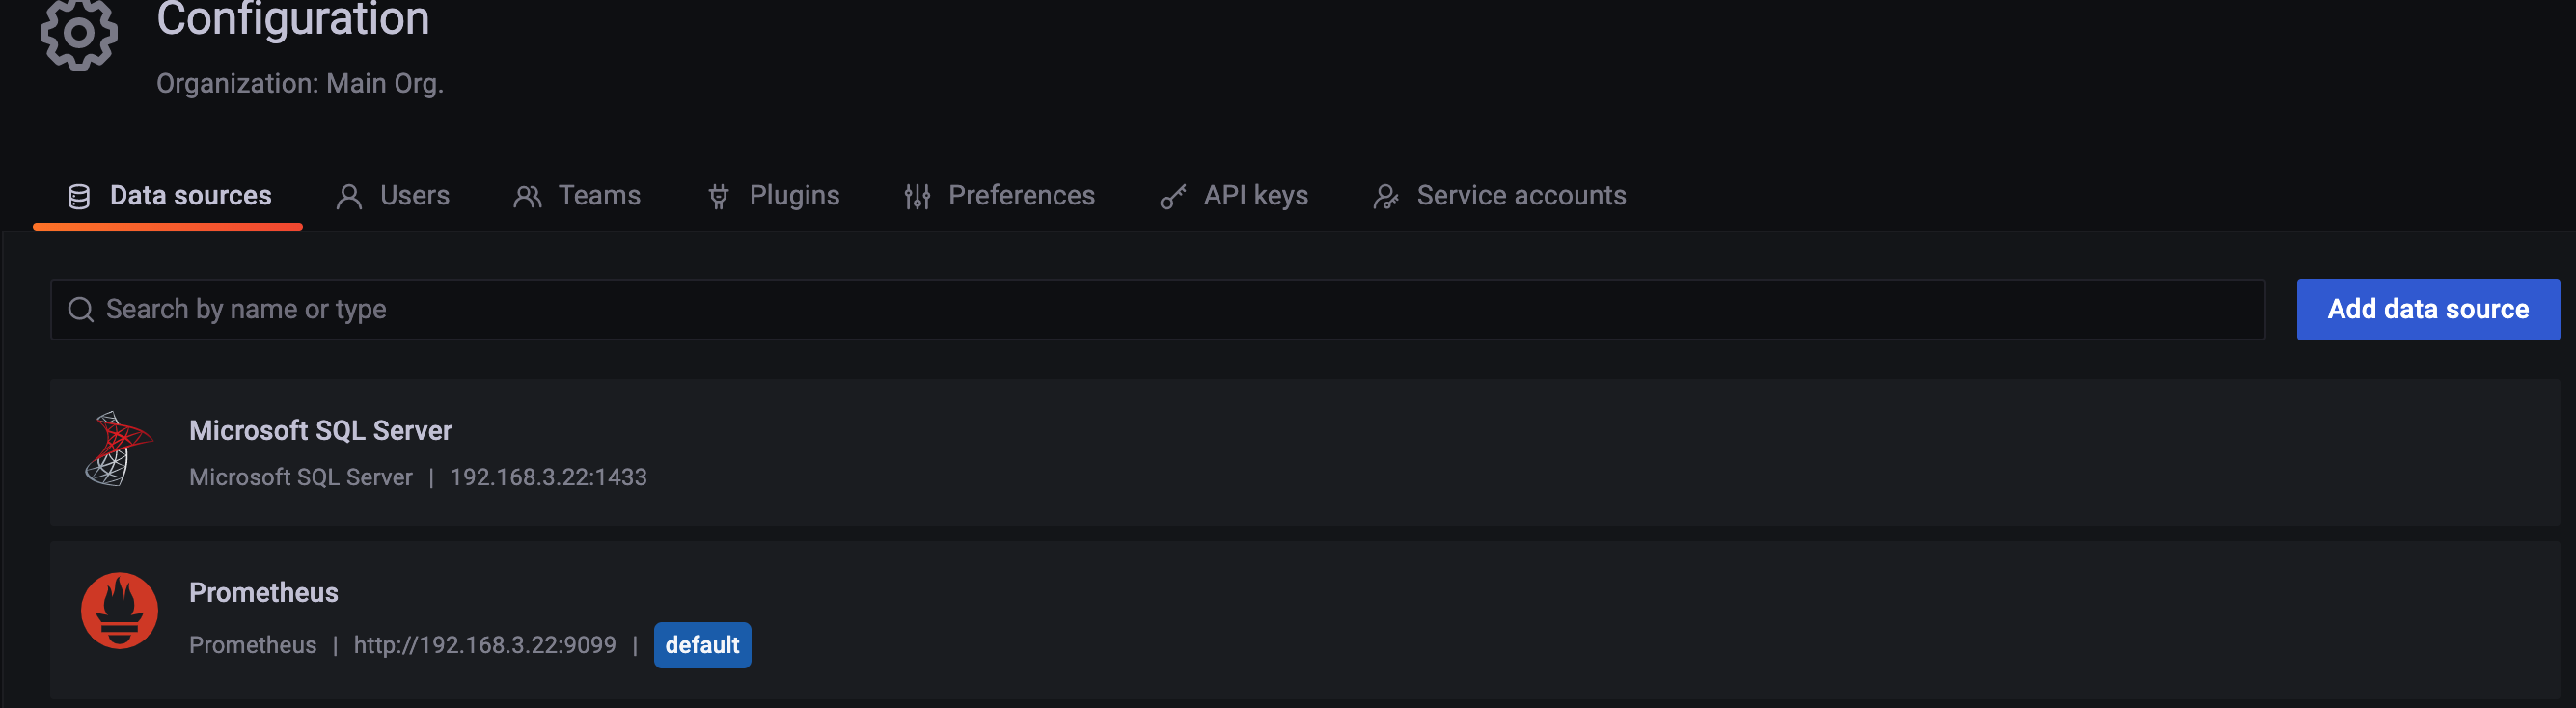 Configuration
Organization: Main Org.
Data sources Users Teams Plugins Preferences API keys Service accounts
Search by name or type Add data source
Microsoft SQL Server
Microsoft SQL Server | 192.168.3.22:1433
Prometheus
Prometheus | http://192.168.3.22:9099 | default